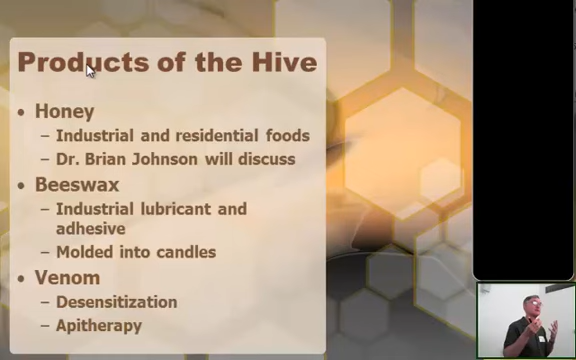 Products of the Hive
• Honey
– Industrial and residential foods
– Dr. Brian Johnson will discuss
• Beeswax
– Industrial lubricant and
adhesive
– Molded into candles
• Venom
– Desensitization
– Apitherapy